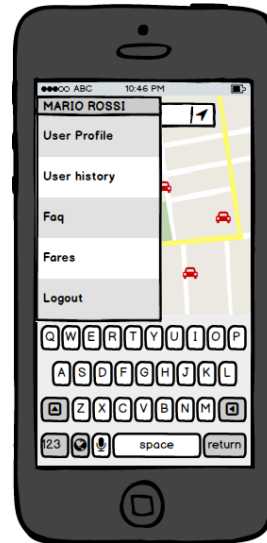 ABC 10:46 PM
MARIO ROSSI
User Profile
User history
Faq
Fares
Logout
Q W E R T Y U I O P
A S D F G H J K L
Z X C V B N M
123 space return